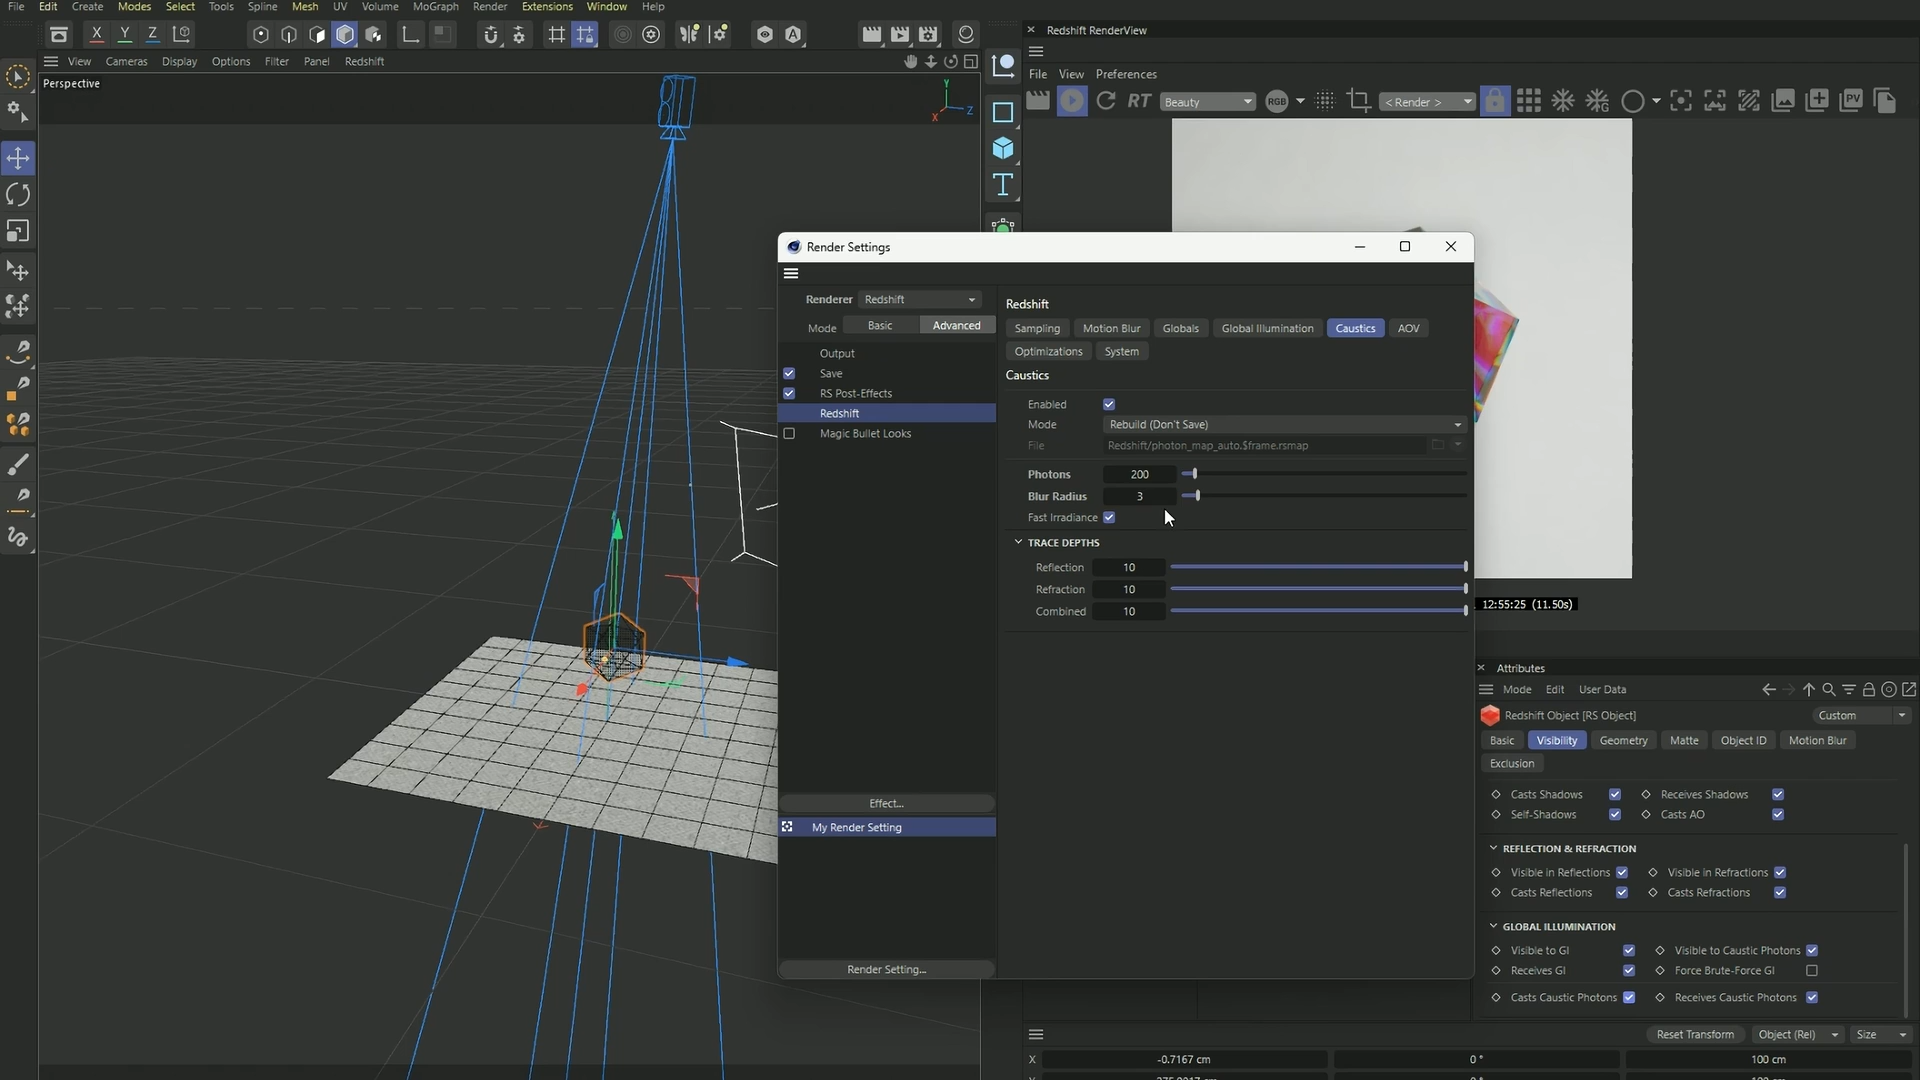 File Edit Create Modes Select Tools Spline Mesh UV Volume MoGraph Render Extensions Window Help
X Y Z
Redshift RenderView
View Cameras Display Options Filter Panel Redshift
Perspective
Y
Z
X
File View Preferences
RT Beauty RGB < Render > PV
Render Settings
Renderer Redshift
Mode Basic Advanced
Output
Save
RS Post-Effects
Redshift
Magic Bullet Looks
Effect...
My Render Setting
Render Setting...
Redshift
Sampling Motion Blur Globals Global Illumination Caustics AOV
Optimizations System
Caustics
Enabled
Mode Rebuild (Don't Save)
File Redshift/photon_map_auto.$frame.rsmap
Photons 200
Blur Radius 3
Fast Irradiance
TRACE DEPTHS
Reflection 10
Refraction 10
Combined 10
12:55:25 (11.50s)
Attributes
Mode Edit User Data
Redshift Object [RS Object] Custom
Basic Visibility Geometry Matte Object ID Motion Blur
Exclusion
Casts Shadows Receives Shadows
Self-Shadows Casts AO
REFLECTION & REFRACTION
Visible in Reflections Visible in Refractions
Casts Reflections Casts Refractions
GLOBAL ILLUMINATION
Visible to GI Visible to Caustic Photons
Receives GI Force Brute-Force GI
Casts Caustic Photons Receives Caustic Photons
Reset Transform Object (Rel) Size
X -0.7167 cm 0 ° 100 cm